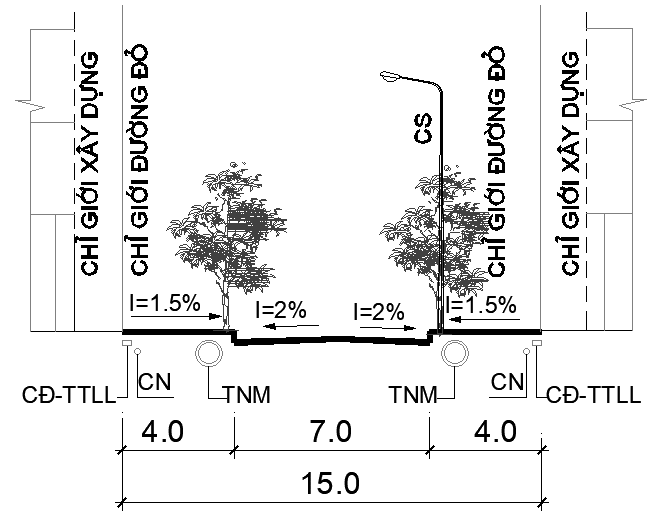 CHỈ GIỚI XÂY DỰNG
CHỈ GIỚI ĐƯỜNG ĐỎ
CS
CHỈ GIỚI ĐƯỜNG ĐỎ
CHỈ GIỚI XÂY DỰNG
I=1.5%
I=2%
I=2%
I=1.5%
CĐ-TTLL
CN
TNM
TNM
CN
CĐ-TTLL
4.0
7.0
4.0
15.0